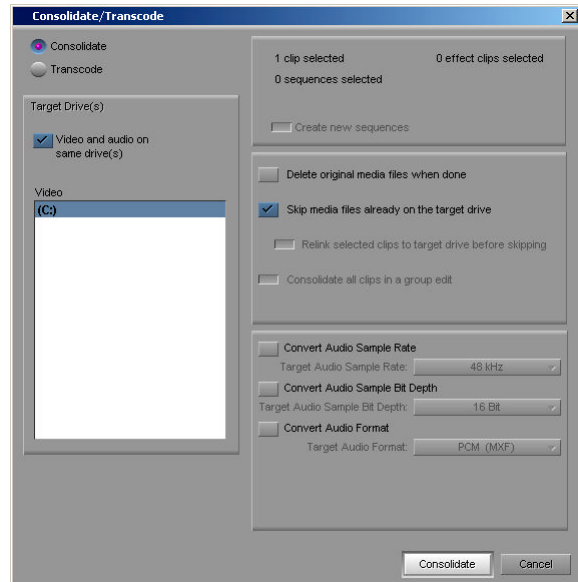 Consolidate/Transcode
Consolidate
Transcode
Target Drive(s)
Video and audio on
same drive(s)
Video
(C:)
1 clip selected
0 effect clips selected
0 sequences selected
Create new sequences
Delete original media files when done
Skip media files already on the target drive
Relink selected clips to target drive before skipping
Consolidate all clips in a group edit
Convert Audio Sample Rate
Target Audio Sample Rate: 48 kHz
Convert Audio Sample Bit Depth
Target Audio Sample Bit Depth: 16 Bit
Convert Audio Format
Target Audio Format: PCM (MXF)
Consolidate
Cancel